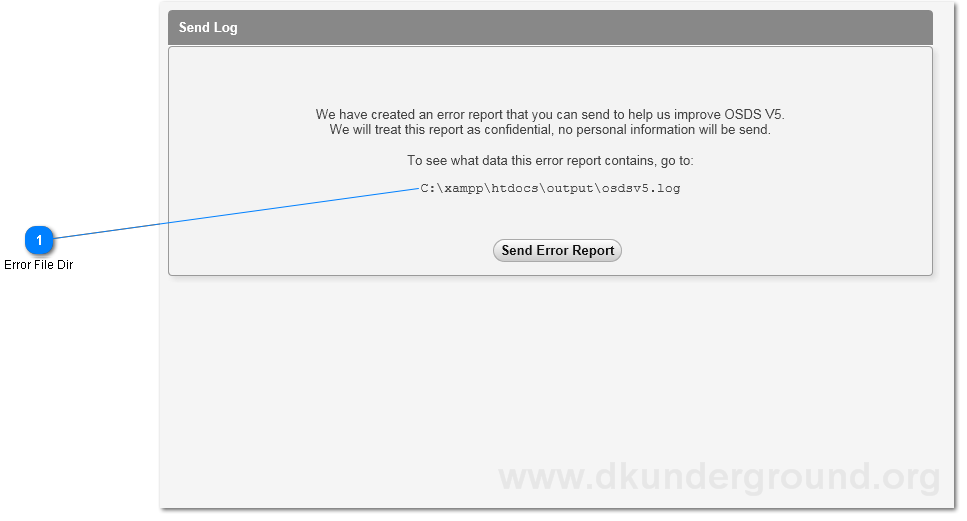 Send Log
We have created an error report that you can send to help us improve OSDS V5.
We will treat this report as confidential, no personal information will be send.
To see what data this error report contains, go to:
C:\xampp\htdocs\output\osdsv5.log
1
Error File Dir
Send Error Report
www.dkunderground.org